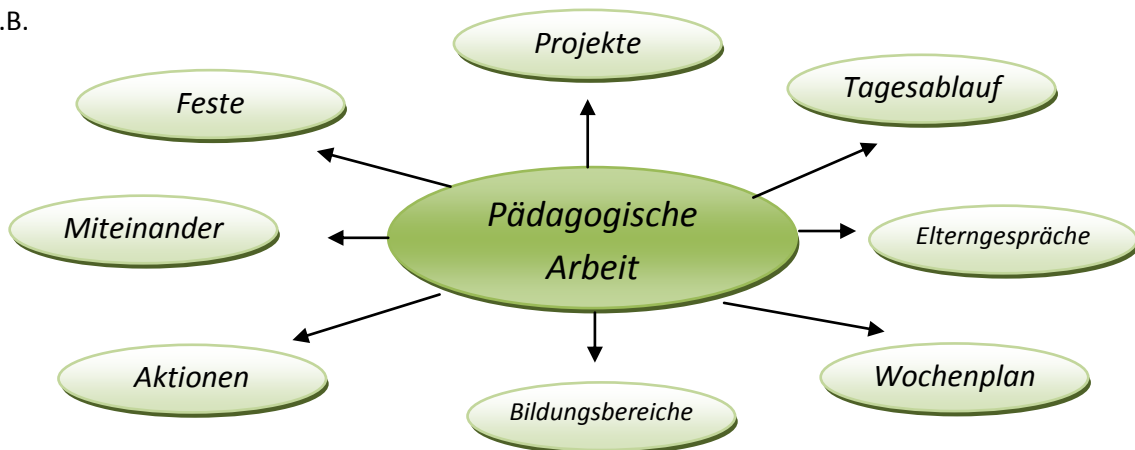 .B.
Projekte
Feste
Tagesablauf
Miteinander
Pädagogische
Arbeit
Elterngespräche
Aktionen
Bildungsbereiche
Wochenplan